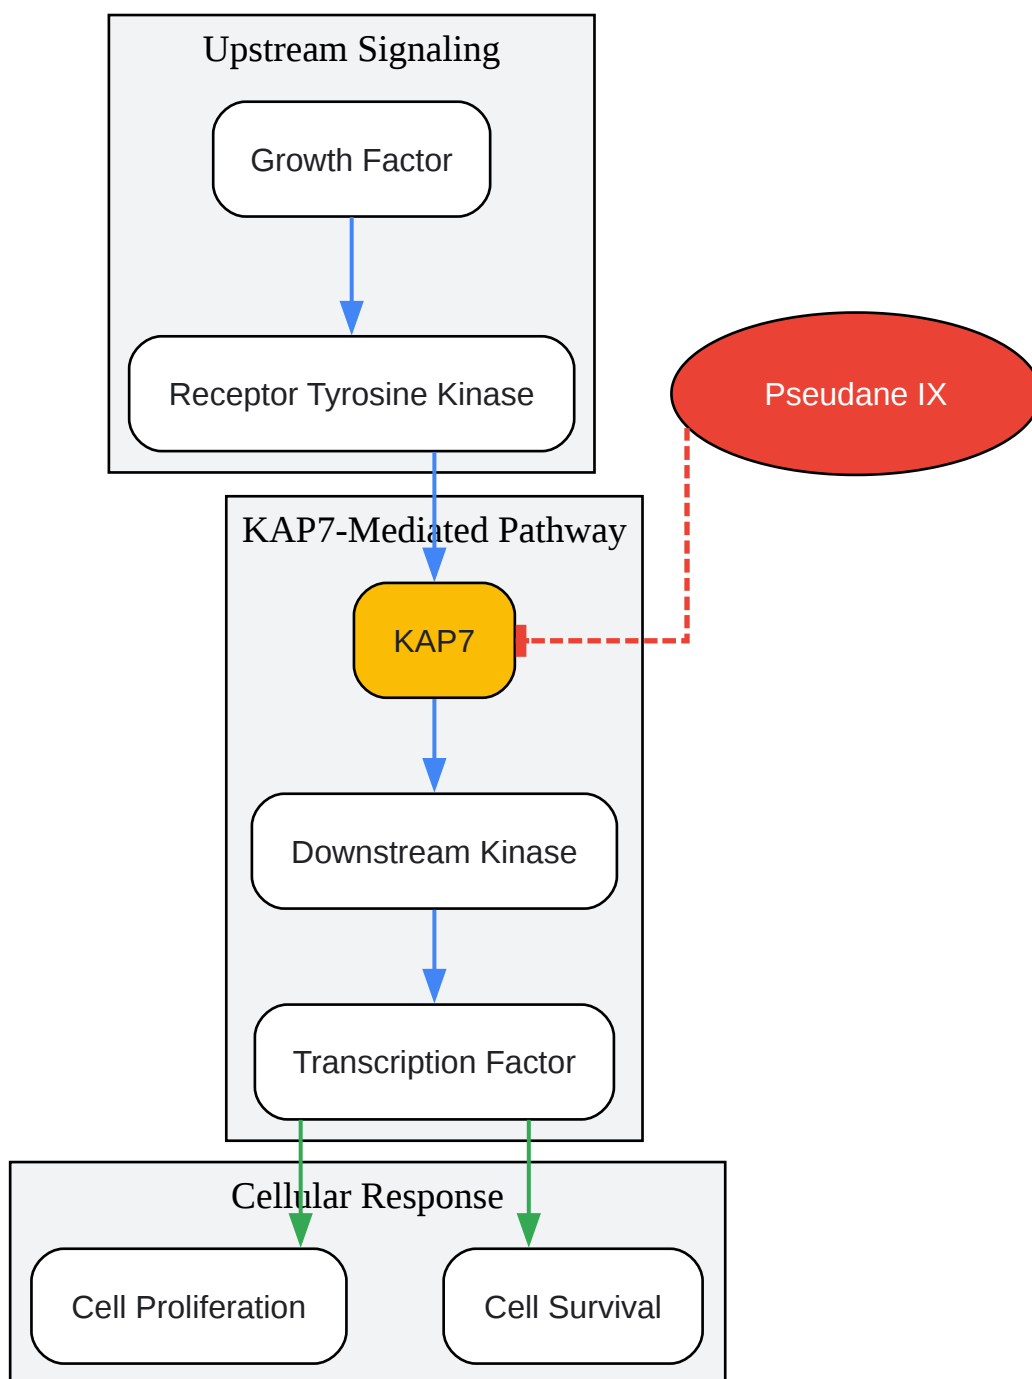 Upstream Signaling
Growth Factor
Receptor Tyrosine Kinase
Pseudane IX
KAP7-Mediated Pathway
KAP7
Downstream Kinase
Transcription Factor
Cellular Response
Cell Proliferation
Cell Survival